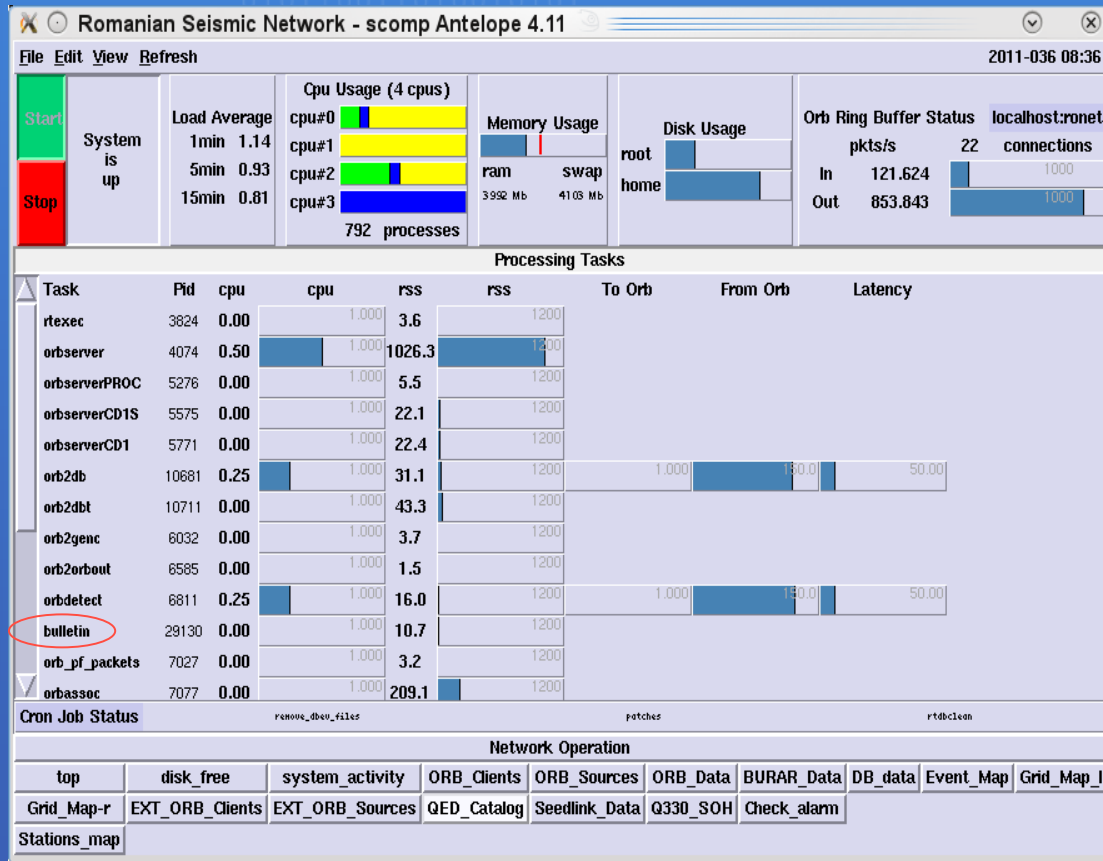 Romanian Seismic Network - scomp Antelope 4.11
File Edit View Refresh 2011-036 08:36
Start
System
is
up
Stop
Load Average
1min 1.14
5min 0.93
15min 0.81
Cpu Usage (4 cpus)
cpu#0
cpu#1
cpu#2
cpu#3
792 processes
Memory Usage
ram swap
3992 Mb 4103 Mb
Disk Usage
root
home
Orb Ring Buffer Status localhost:ronet
pkts/s 22 connections
In 121.624 1000
Out 853.843 1000
Processing Tasks
Task Pid cpu cpu rss rss To Orb From Orb Latency
rtexec 3824 0.00 1.000 3.6 1200
orbserver 4074 0.50 1.000 1026.3 1200
orbserverPROC 5276 0.00 1.000 5.5 1200
orbserverCD1S 5575 0.00 1.000 22.1 1200
orbserverCD1 5771 0.00 1.000 22.4 1200
orb2db 10681 0.25 1.000 31.1 1200 1.000 150.0 50.00
orb2dbt 10711 0.00 1.000 43.3 1200
orb2genc 6032 0.00 1.000 3.7 1200
orb2orbout 6585 0.00 1.000 1.5 1200
orbdetect 6811 0.25 1.000 16.0 1200 1.000 150.0 50.00
bulletin 29130 0.00 1.000 10.7 1200
orb_pf_packets 7027 0.00 1.000 3.2 1200
orbassoc 7077 0.00 1.000 209.1 1200
Cron Job Status remove_dbev_files patches rtdbclean
Network Operation
top disk_free system_activity ORB_Clients ORB_Sources ORB_Data BURAR_Data DB_data Event_Map Grid_Map_l
Grid_Map-r EXT_ORB_Clients EXT_ORB_Sources QED_Catalog Seedlink_Data Q330_SOH Check_alarm
Stations_map